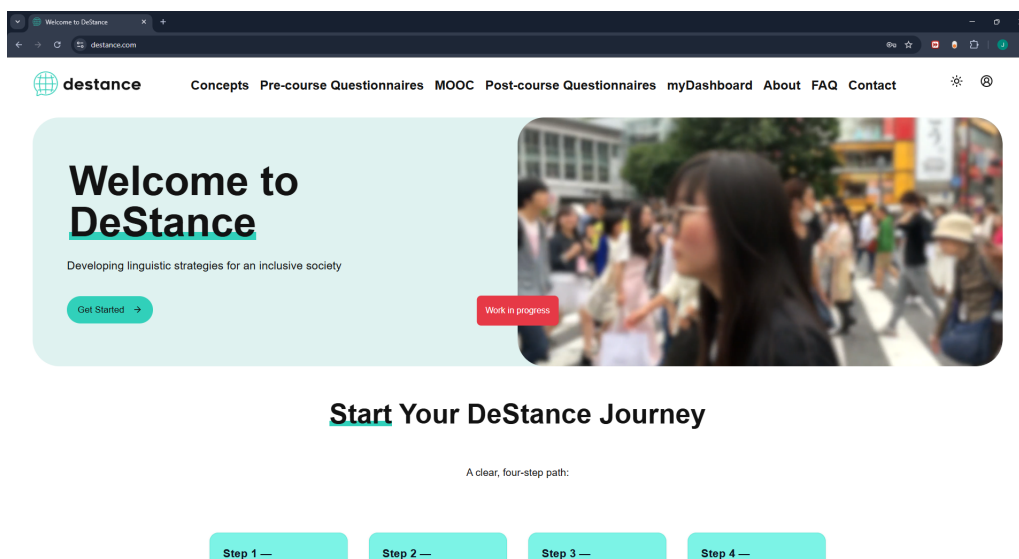 Welcome to DeStance
destance.com
J
destance
Concepts Pre-course Questionnaires MOOC Post-course Questionnaires myDashboard About FAQ Contact
Welcome to
DeStance
Developing linguistic strategies for an inclusive society
Get Started →
Work in progress
Start Your DeStance Journey
A clear, four-step path:
Step 1 —
Step 2 —
Step 3 —
Step 4 —